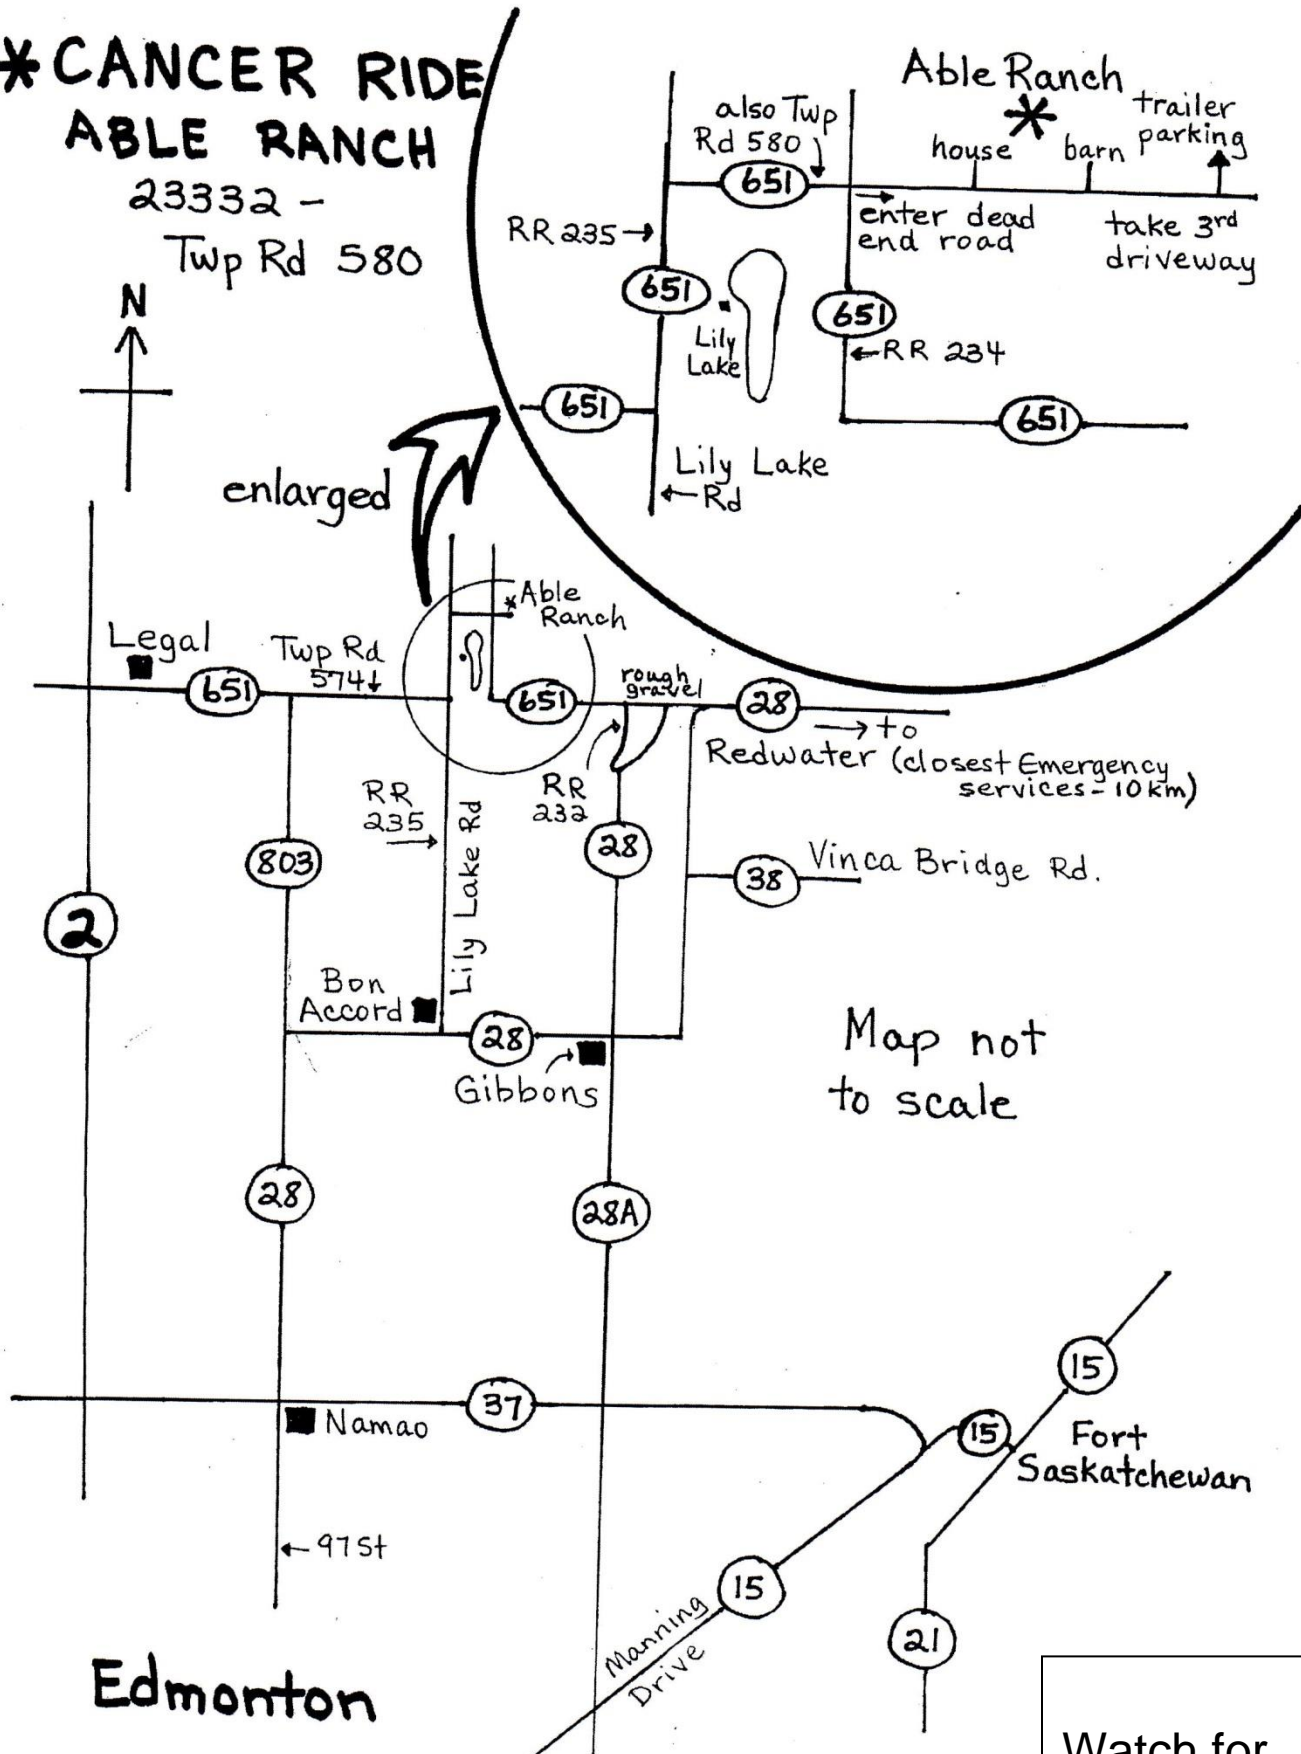 *CANCER RIDE
ABLE RANCH
23332 -
Twp Rd 580
N
enlarged
Able Ranch
*
also Twp
Rd 580
651
house
barn
trailer
parking
enter dead
end road
take 3rd
driveway
RR 235
651
Lily
Lake
651
RR 234
651
651
Lily Lake
Rd
*Able
Ranch
Legal
651
Twp Rd
574
651
rough
gravel
28
to
Redwater (closest Emergency
services - 10 km)
RR
235
RR
232
Lily Lake Rd
803
28
38
Vinca Bridge Rd.
2
Bon
Accord
28
Gibbons
Map not
to scale
28
28A
15
37
Namao
15
Fort
Saskatchewan
97 St
15
Manning
Drive
21
Edmonton
Watch for